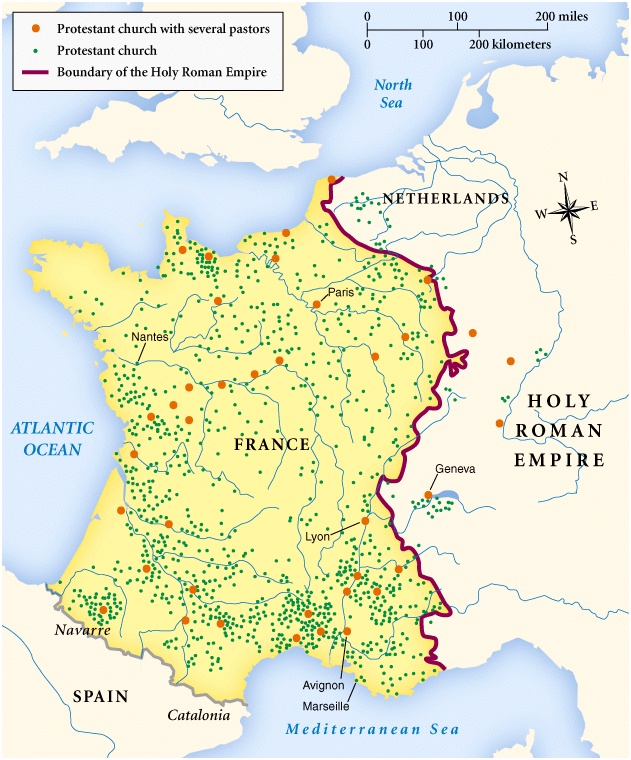 Protestant church with several pastors
Protestant church
Boundary of the Holy Roman Empire
0 100 200 miles
0 100 200 kilometers
North
Sea
NETHERLANDS
N
W E
S
Paris
Nantes
ATLANTIC
OCEAN
FRANCE
HOLY
ROMAN
EMPIRE
Geneva
Lyon
Navarre
Avignon
SPAIN
Marseille
Catalonia
Mediterranean Sea